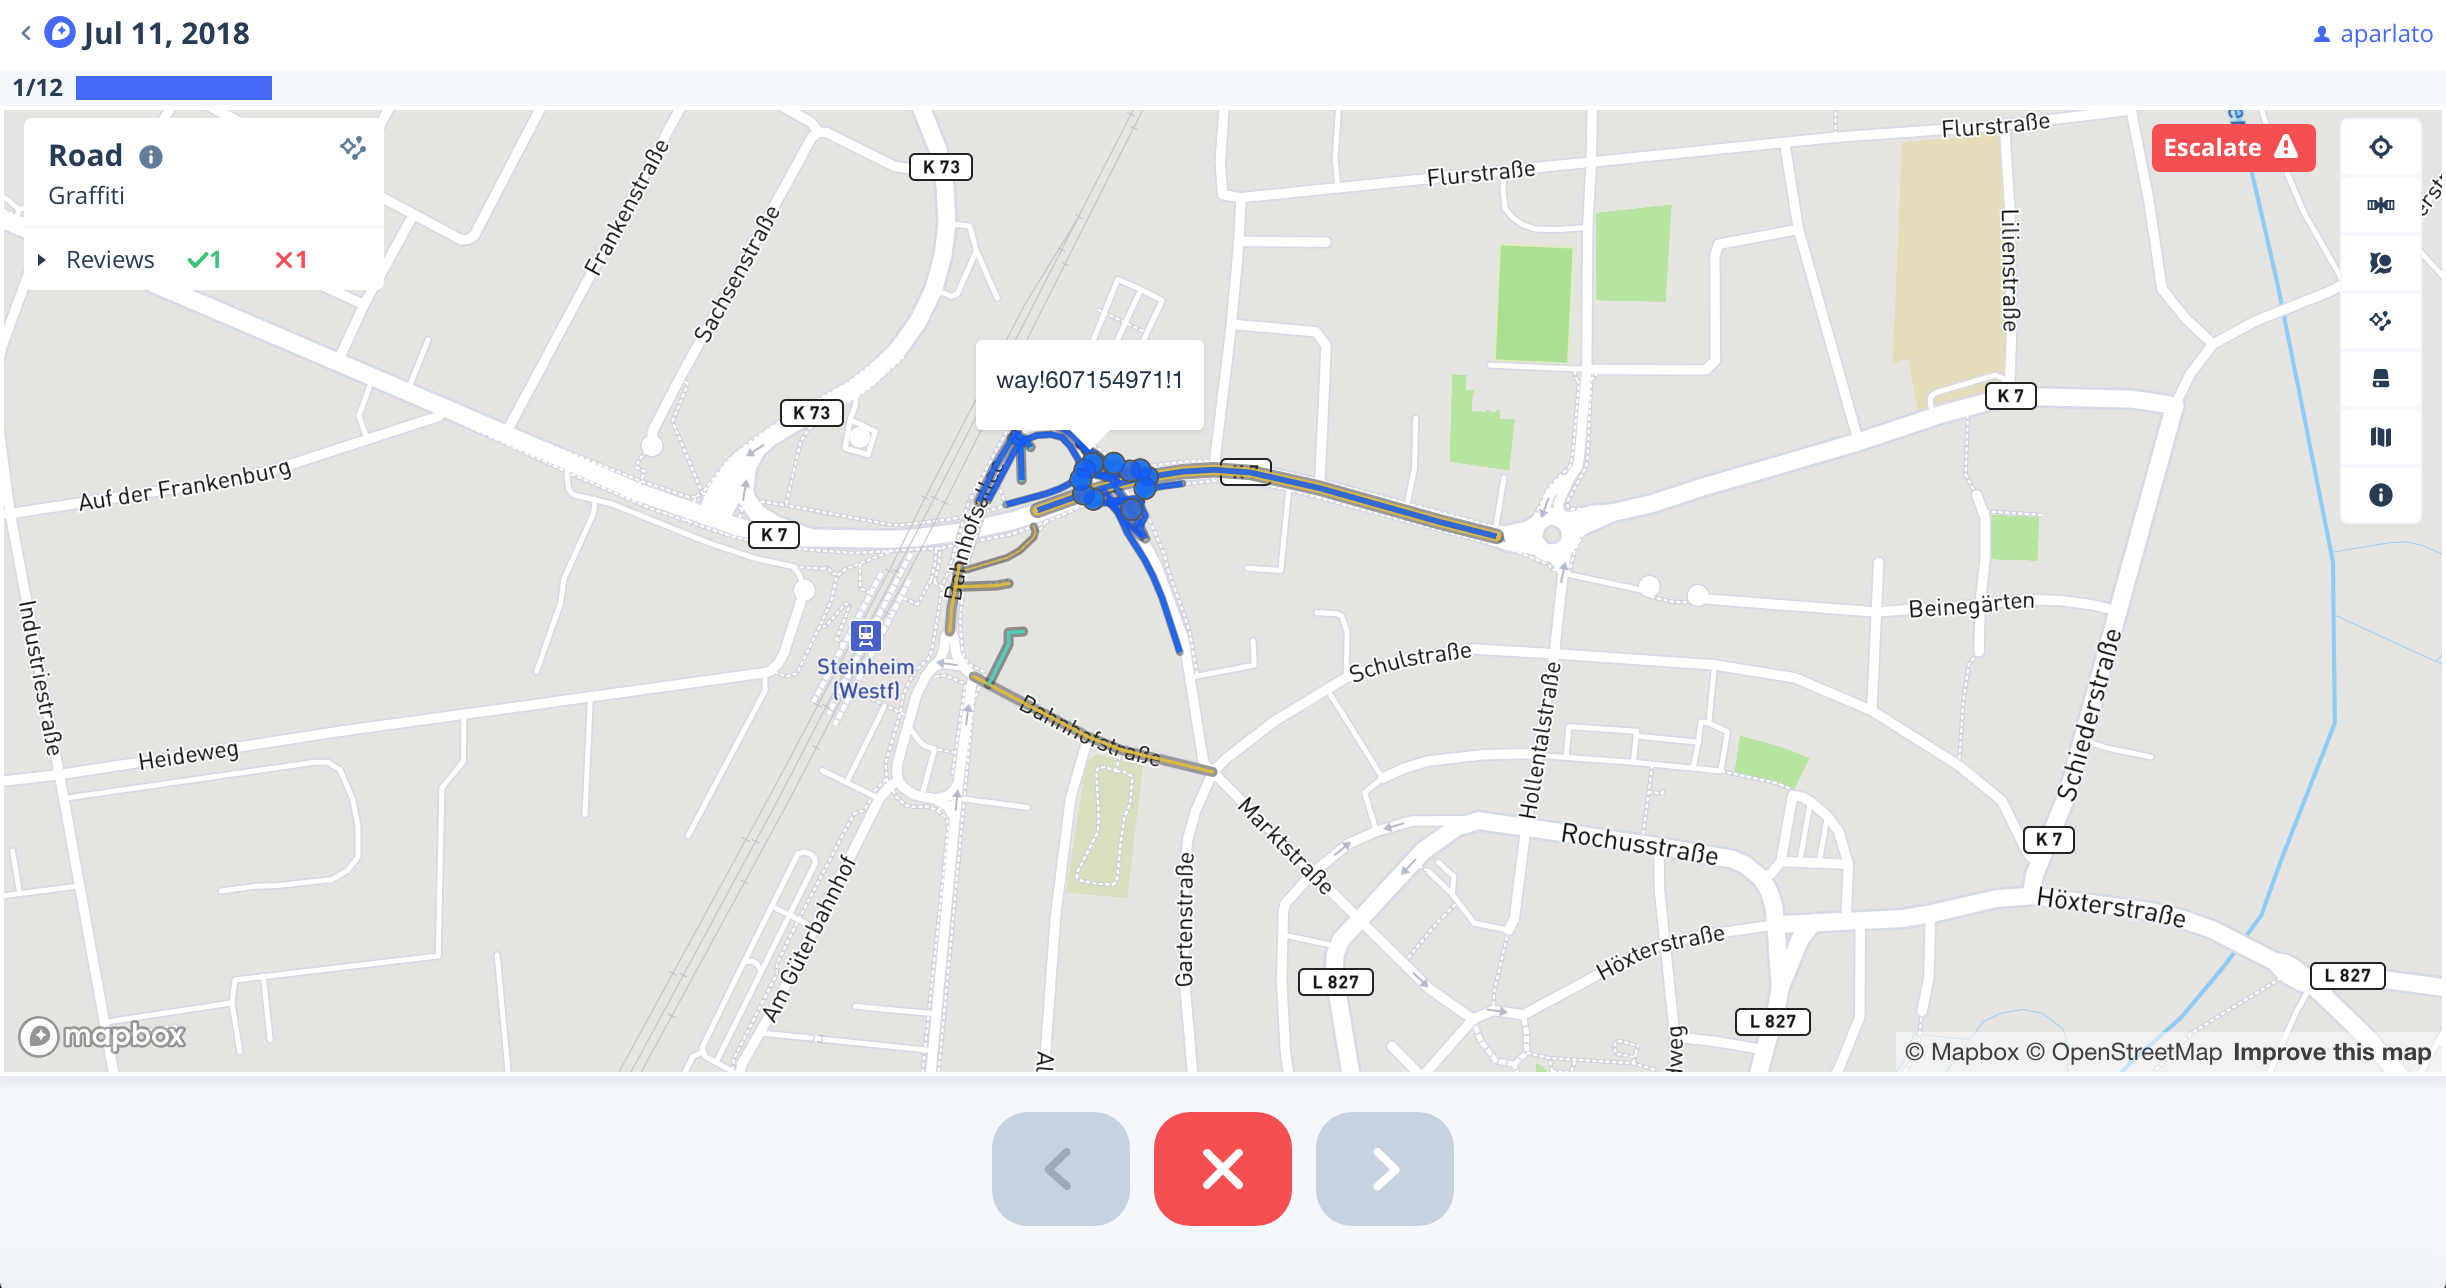 Jul 11, 2018
aparlato
1/12
Road
Graffiti
Reviews 1 1
Escalate
K 73
Flurstraße
Flurstraße
Frankenstraße
Sachsenstraße
Lilienstraße
way!607154971!1
K 73
K 7
Auf der Frankenburg
K 7
Bahnhofsallee
Industriestraße
Beinegärten
Steinheim
(Westf)
Schulstraße
Hollentalstraße
Schiederstraße
Bahnhofstraße
Heideweg
Marktstraße
Rochusstraße
K 7
Am Güterbahnhof
Gartenstraße
Höxterstraße
Höxterstraße
L 827
L 827
L 827
mapbox
© Mapbox © OpenStreetMap Improve this map